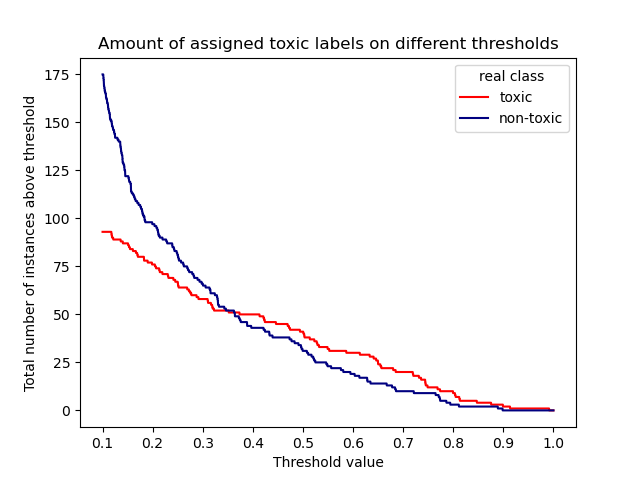 Amount of assigned toxic labels on different thresholds
real class
toxic
non-toxic
Total number of instances above threshold
175
150
125
100
75
50
25
0
0.1 0.2 0.3 0.4 0.5 0.6 0.7 0.8 0.9 1.0
Threshold value